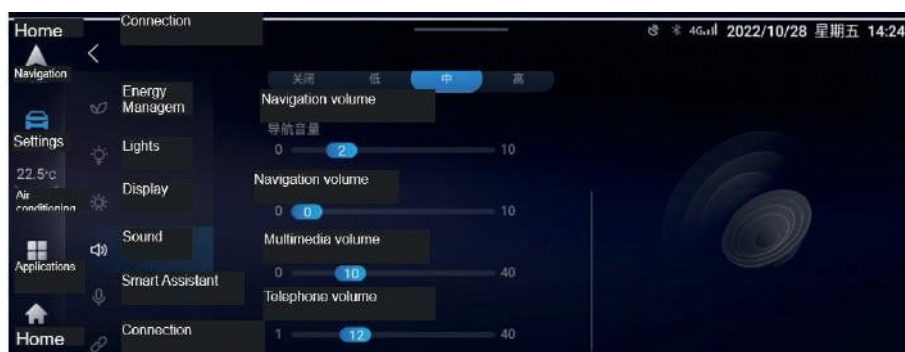 Home
Connection
4G 2022/10/28 星期五 14:24
Navigation
关闭 低 中 高
Energy
Managem
Navigation volume
导航音量
0 2 10
Settings
Lights
22.5°C
Air
conditioning
Display
Navigation volume
0 0 10
Sound
Multimedia volume
0 10 40
Applications
Smart Assistant
Telephone volume
1 12 40
Home
Connection